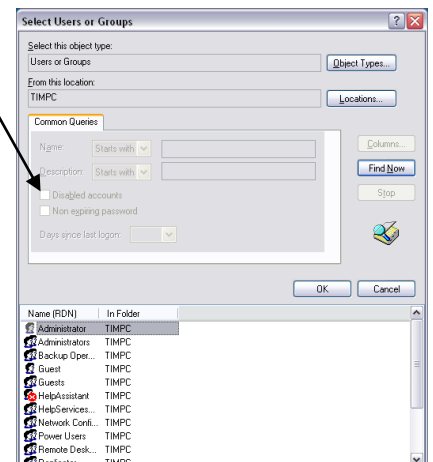 Select Users or Groups
Select this object type:
Users or Groups
Object Types...
From this location:
TIMPC
Locations...
Common Queries
Name:
Starts with
Columns...
Description:
Starts with
Find Now
Disabled accounts
Stop
Non expiring password
Days since last logon:
OK
Cancel
Name (RDN)
In Folder
Administrator TIMPC
Administrators TIMPC
Backup Oper... TIMPC
Guest TIMPC
Guests TIMPC
HelpAssistant TIMPC
HelpServices... TIMPC
Network Confi... TIMPC
Power Users TIMPC
Remote Desk... TIMPC